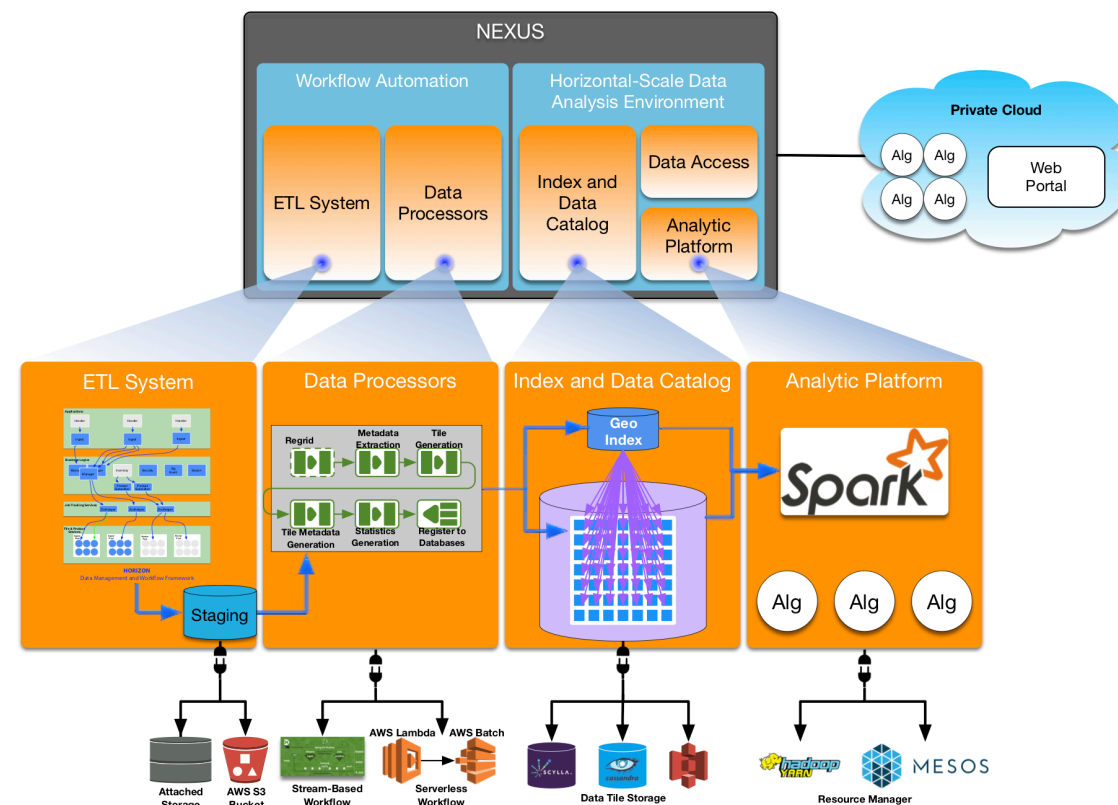 NEXUS
Workflow Automation
Horizontal-Scale Data
Analysis Environment
ETL System
Data
Processors
Index and
Data
Catalog
Data Access
Analytic
Platform
Private Cloud
Alg
Alg
Alg
Alg
Web
Portal
ETL System
Data Processors
Index and Data Catalog
Analytic Platform
HORIZON
Data Management and Workflow Framework
Staging
Regrid
Metadata
Extraction
Tile
Generation
Tile Metadata
Generation
Statistics
Generation
Register to
Databases
Geo
Index
Spark
Alg
Alg
Alg
Attached
Storage
AWS S3
Bucket
Stream-Based
Workflow
AWS Lambda
AWS Batch
Serverless
Workflow
SCYLLA.
cassandra
Data Tile Storage
hadoop
YARN
MESOS
Resource Manager